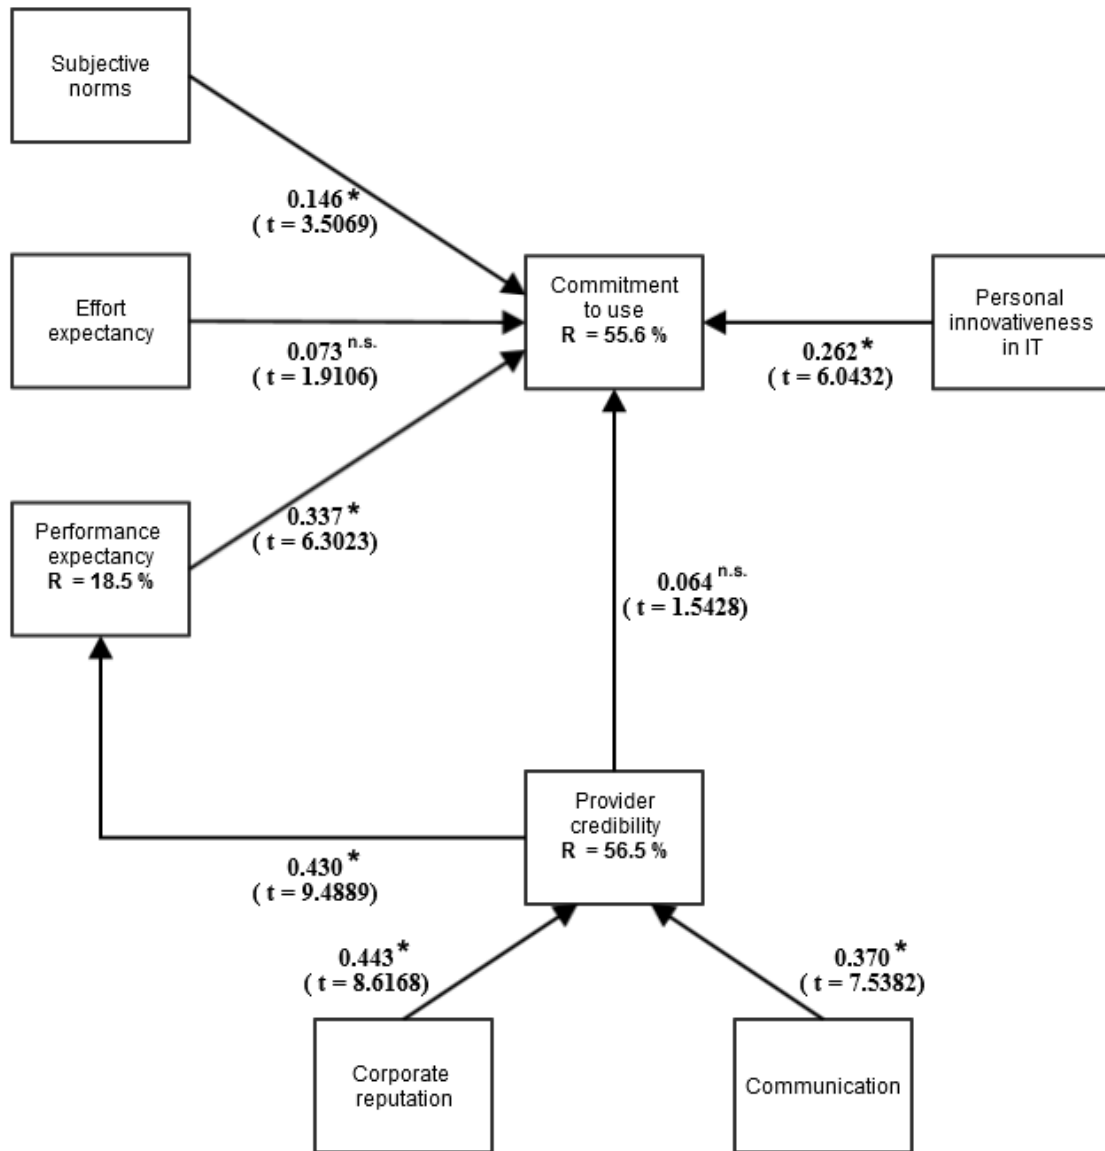 Subjective
norms
0.146 *
( t = 3.5069)
Effort
expectancy
0.073 n.s.
( t = 1.9106)
Commitment
to use
R = 55.6 %
Personal
innovativeness
in IT
0.262 *
( t = 6.0432)
Performance
expectancy
R = 18.5 %
0.337 *
( t = 6.3023)
0.064 n.s.
( t = 1.5428)
Provider
credibility
R = 56.5 %
0.430 *
( t = 9.4889)
0.443 *
( t = 8.6168)
0.370 *
( t = 7.5382)
Corporate
reputation
Communication